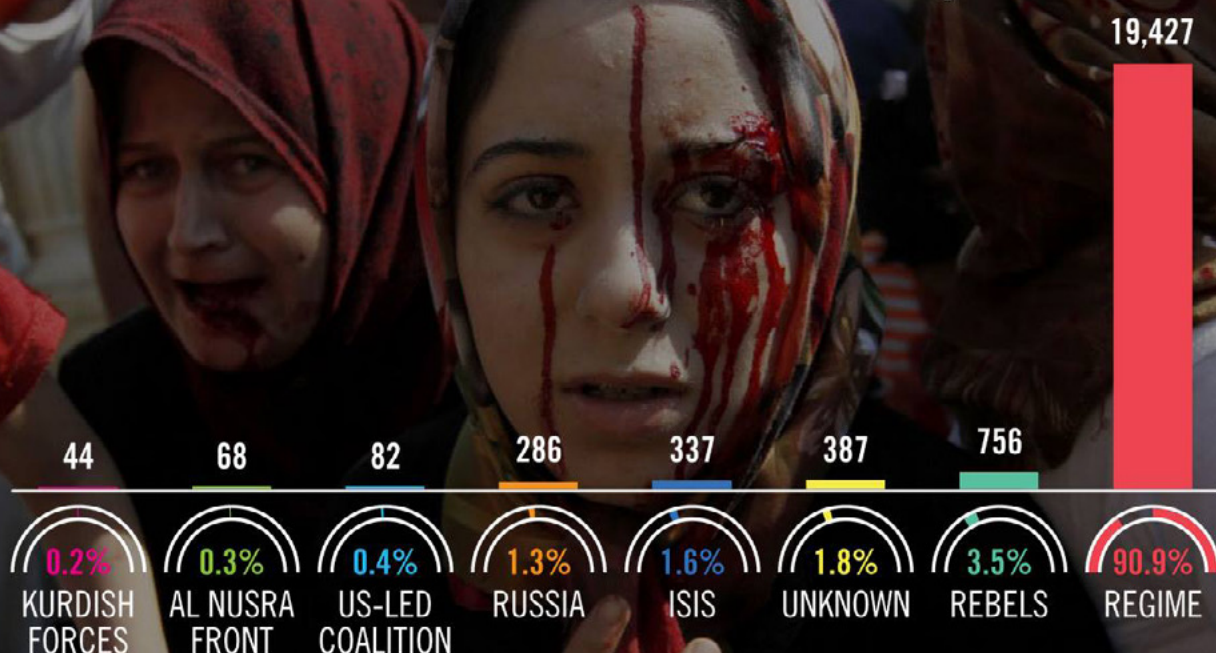 19,427
44
68
82
286
337
387
756
0.2%
0.3%
0.4%
1.3%
1.6%
1.8%
3.5%
90.9%
KURDISH
FORCES
AL NUSRA
FRONT
US-LED
COALITION
RUSSIA
ISIS
UNKNOWN
REBELS
REGIME